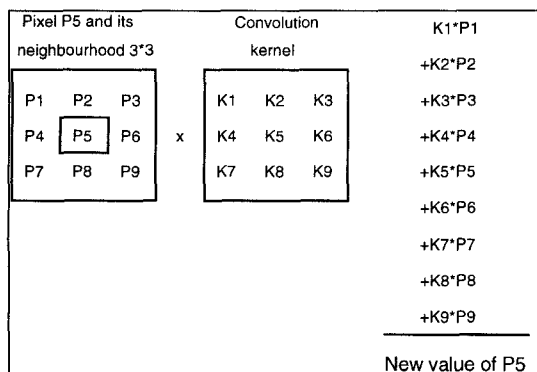 Pixel P5 and its
neighbourhood 3*3
P1 P2 P3
P4 P5 P6
P7 P8 P9
x
Convolution
kernel
K1 K2 K3
K4 K5 K6
K7 K8 K9
K1*P1
+K2*P2
+K3*P3
+K4*P4
+K5*P5
+K6*P6
+K7*P7
+K8*P8
+K9*P9
New value of P5